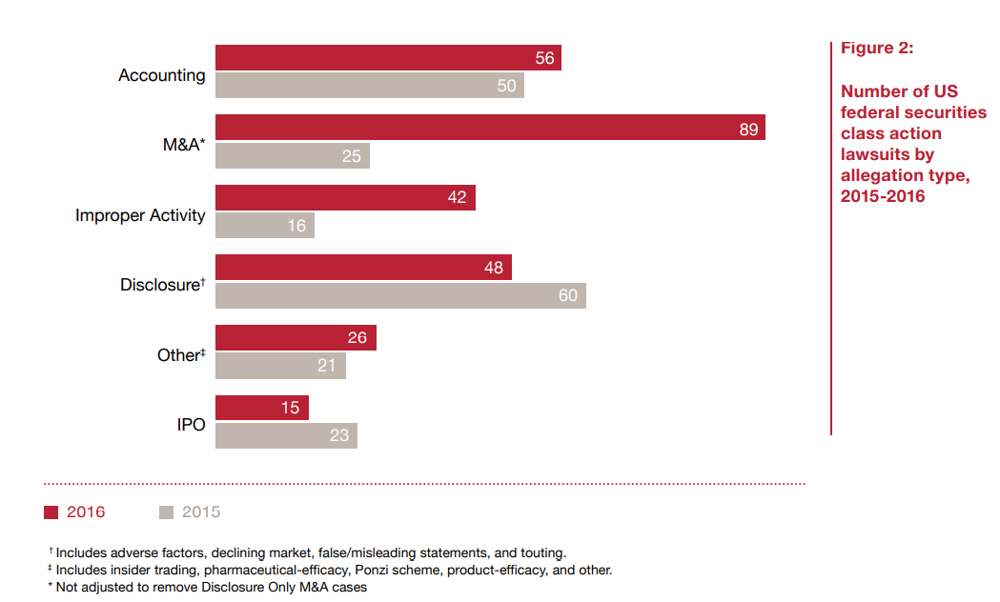 Figure 2:
Number of US
federal securities
class action
lawsuits by
allegation type,
2015-2016
Accounting
56
50
M&A*
89
25
Improper Activity
42
16
Disclosure†
48
60
Other‡
26
21
IPO
15
23
2016
2015
† Includes adverse factors, declining market, false/misleading statements, and touting.
‡ Includes insider trading, pharmaceutical-efficacy, Ponzi scheme, product-efficacy, and other.
* Not adjusted to remove Disclosure Only M&A cases